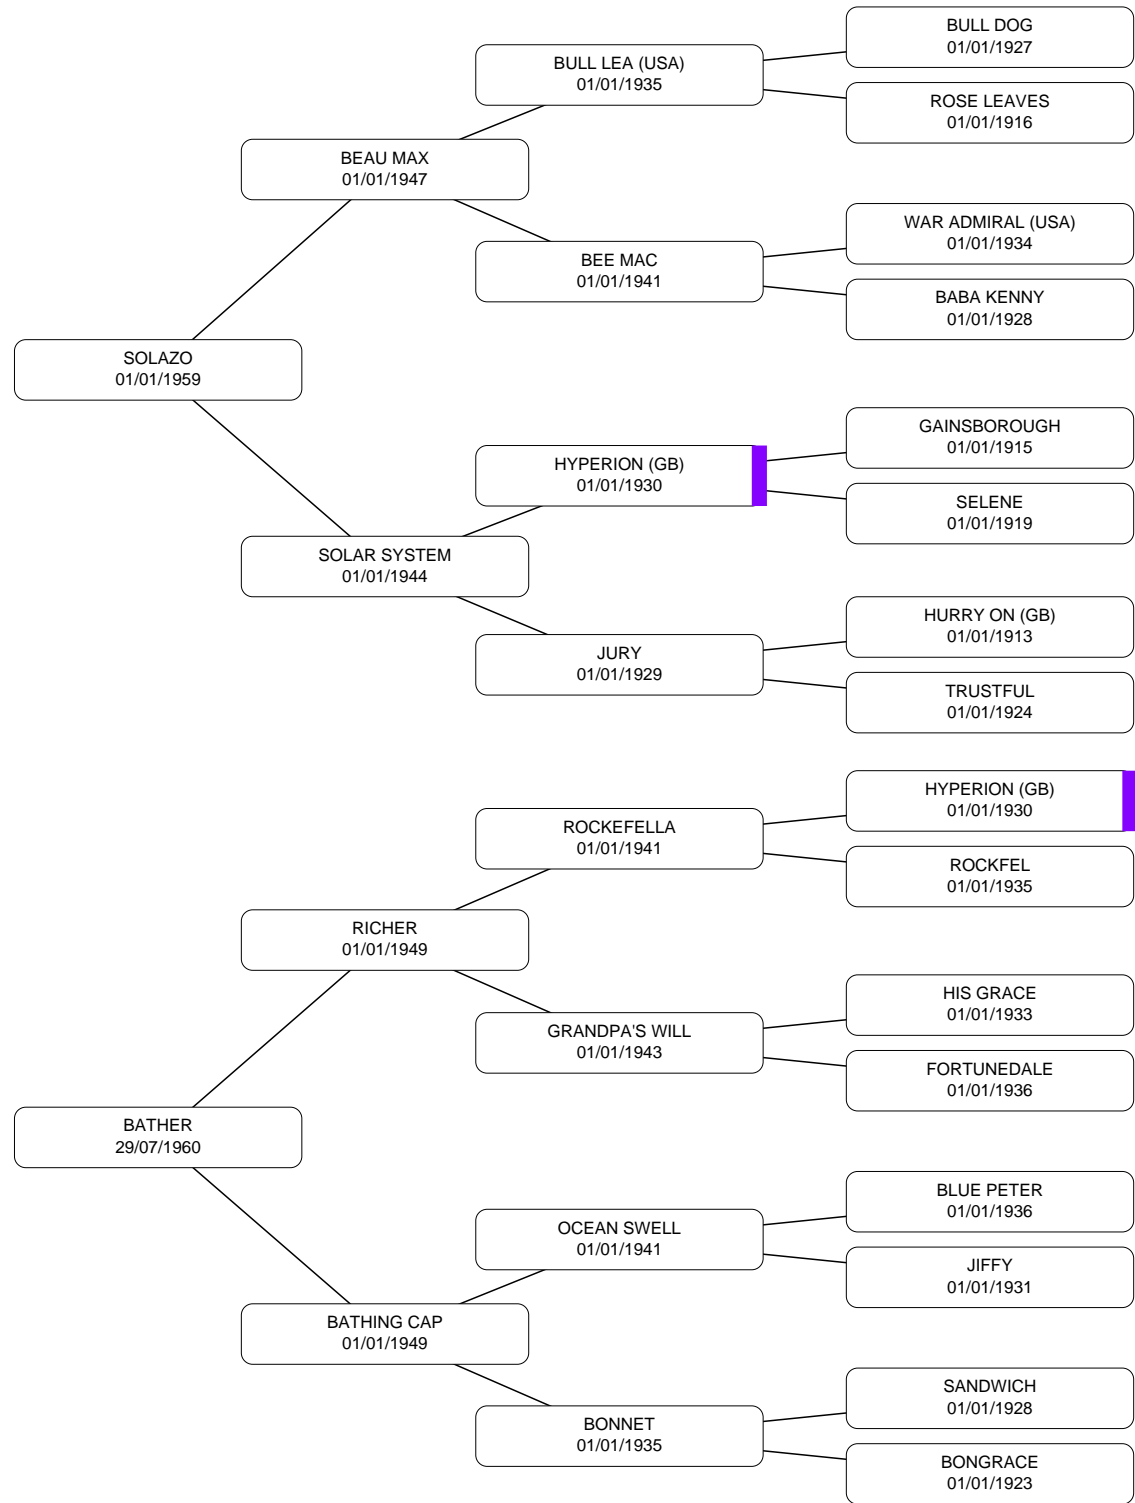 BULL DOG
01/01/1927
BULL LEA (USA)
01/01/1935
ROSE LEAVES
01/01/1916
BEAU MAX
01/01/1947
WAR ADMIRAL (USA)
01/01/1934
BEE MAC
01/01/1941
BABA KENNY
01/01/1928
SOLAZO
01/01/1959
GAINSBOROUGH
01/01/1915
HYPERION (GB)
01/01/1930
SELENE
01/01/1919
SOLAR SYSTEM
01/01/1944
HURRY ON (GB)
01/01/1913
JURY
01/01/1929
TRUSTFUL
01/01/1924
HYPERION (GB)
01/01/1930
ROCKEFELLA
01/01/1941
ROCKFEL
01/01/1935
RICHER
01/01/1949
HIS GRACE
01/01/1933
GRANDPA'S WILL
01/01/1943
FORTUNEDALE
01/01/1936
BATHER
29/07/1960
BLUE PETER
01/01/1936
OCEAN SWELL
01/01/1941
JIFFY
01/01/1931
BATHING CAP
01/01/1949
SANDWICH
01/01/1928
BONNET
01/01/1935
BONGRACE
01/01/1923